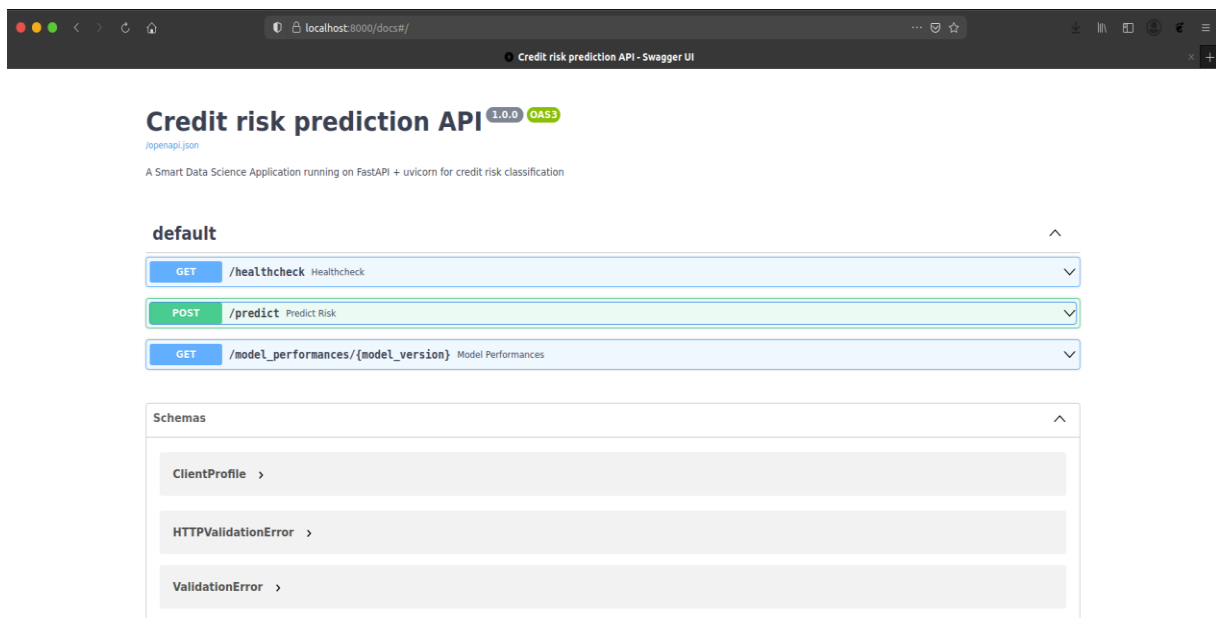 localhost:8000/docs#/
Credit risk prediction API - Swagger UI
Credit risk prediction API 1.0.0 OAS3
/openapi.json
A Smart Data Science Application running on FastAPI + uvicorn for credit risk classification
default
GET /healthcheck Healthcheck
POST /predict Predict Risk
GET /model_performances/{model_version} Model Performances
Schemas
ClientProfile
HTTPValidationError
ValidationError